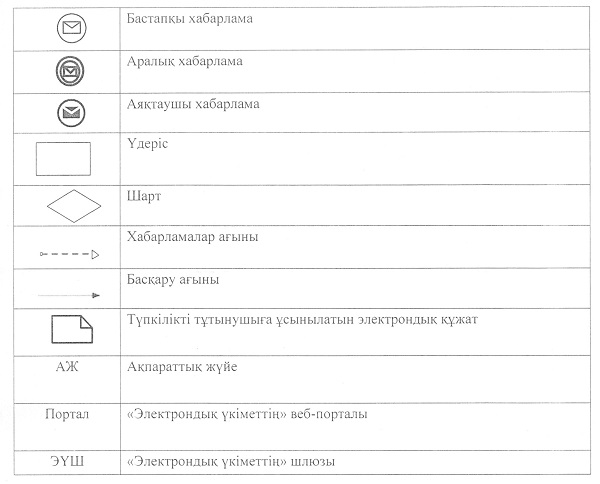 Бастапқы хабарлама
Аралық хабарлама
Аяқтаушы хабарлама
Үдеріс
Шарт
Хабарламалар ағыны
Басқару ағыны
Түпкілікті тұтынушыға ұсынылатын электрондық құжат
АЖ Ақпараттық жүйе
Портал «Электрондық үкіметтің» веб-порталы
ЭҮШ «Электрондық үкіметтің» шлюзы